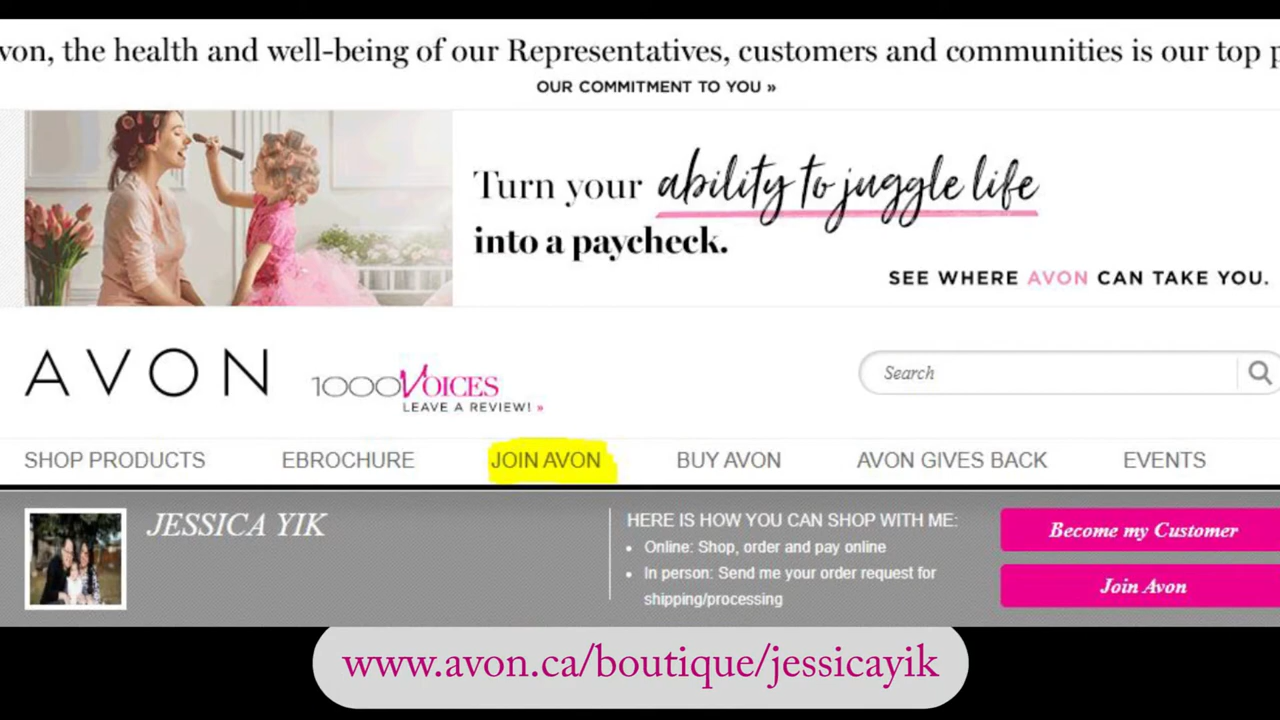 von, the health and well-being of our Representatives, customers and communities is our top p
OUR COMMITMENT TO YOU »
Turn your ability to juggle life
into a paycheck.
SEE WHERE AVON CAN TAKE YOU.
AVON
1000 VOICES
LEAVE A REVIEW! »
Search
SHOP PRODUCTS EBROCHURE JOIN AVON BUY AVON AVON GIVES BACK EVENTS
JESSICA YIK
HERE IS HOW YOU CAN SHOP WITH ME:
• Online: Shop, order and pay online
• In person: Send me your order request for
shipping/processing
Become my Customer
Join Avon
www.avon.ca/boutique/jessicayik